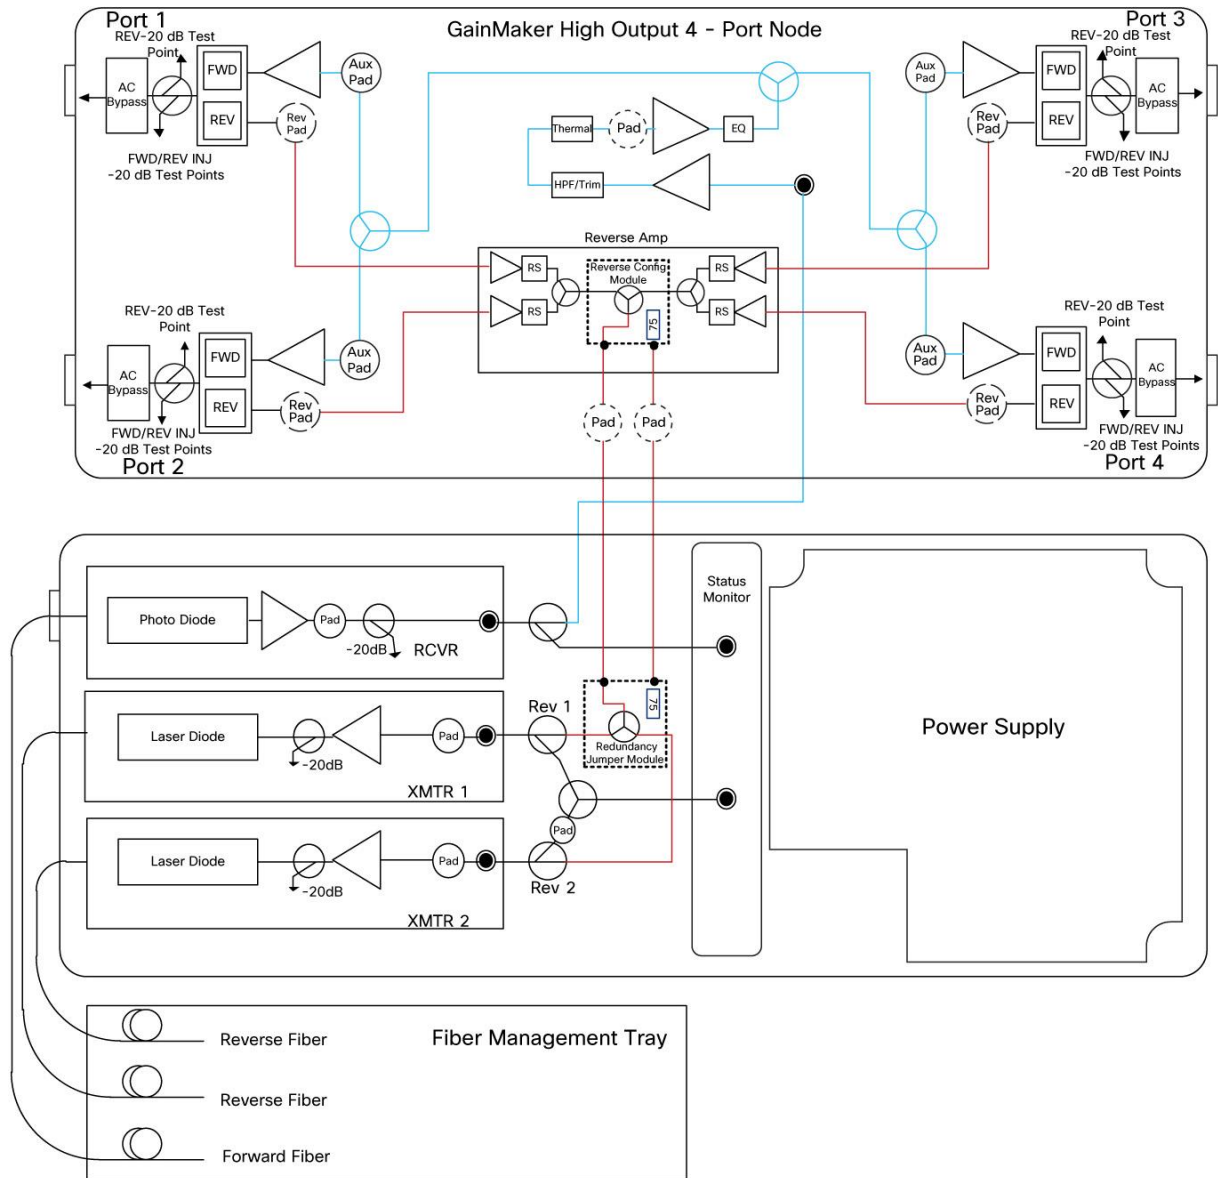 GainMaker High Output 4 - Port Node
Port 1
REV-20 dB Test
Point
AC
Bypass
FWD
REV
Aux
Pad
Rev
Pad
FWD/REV INJ
-20 dB Test Points
Port 3
REV-20 dB Test
Point
Aux
Pad
FWD
REV
Rev
Pad
AC
Bypass
FWD/REV INJ
-20 dB Test Points
Thermal
Pad
EQ
HPF/Trim
Reverse Amp
RS
RS
Reverse Config
Module
75
RS
RS
REV-20 dB Test
Point
AC
Bypass
FWD
REV
Aux
Pad
Rev
Pad
FWD/REV INJ
-20 dB Test Points
Port 2
Pad
Pad
REV-20 dB Test
Point
Aux
Pad
FWD
REV
Rev
Pad
AC
Bypass
FWD/REV INJ
-20 dB Test Points
Port 4
Photo Diode
Pad
-20dB
RCVR
Status
Monitor
Power Supply
Laser Diode
-20dB
Pad
XMTR 1
Rev 1
75
Redundancy
Jumper Module
Pad
Laser Diode
-20dB
Pad
XMTR 2
Rev 2
Fiber Management Tray
Reverse Fiber
Reverse Fiber
Forward Fiber